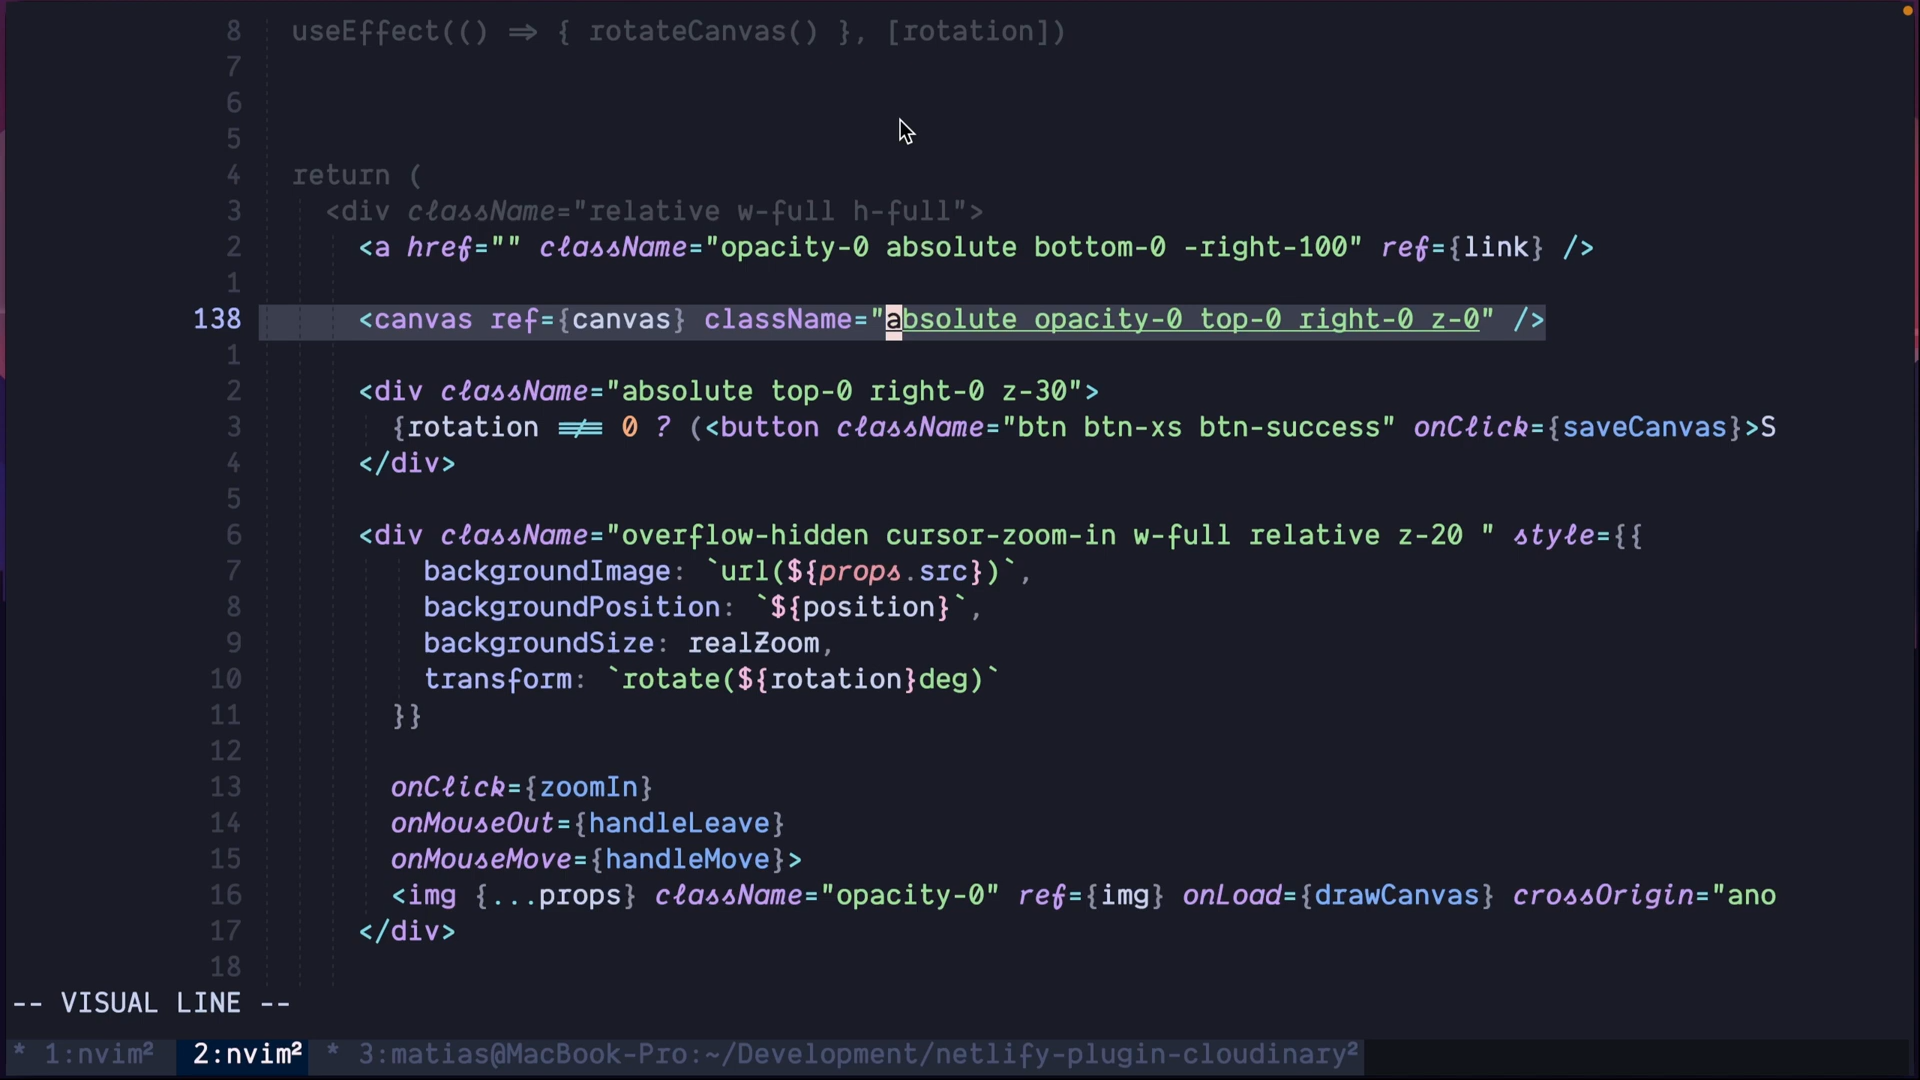 8 useEffect(() => { rotateCanvas() }, [rotation])
7
6
5
4 return (
3 <div className="relative w-full h-full">
2 <a href="" className="opacity-0 absolute bottom-0 -right-100" ref={link} />
1
138 <canvas ref={canvas} className="absolute opacity-0 top-0 right-0 z-0" />
1
2 <div className="absolute top-0 right-0 z-30">
3 {rotation !== 0 ? (<button className="btn btn-xs btn-success" onClick={saveCanvas}>S
4 </div>
5
6 <div className="overflow-hidden cursor-zoom-in w-full relative z-20 " style={{
7 backgroundImage: `url(${props.src})`,
8 backgroundPosition: `${position}`,
9 backgroundSize: realZoom,
10 transform: `rotate(${rotation}deg)`
11 }}
12
13 onClick={zoomIn}
14 onMouseOut={handleLeave}
15 onMouseMove={handleMove}>
16 <img {...props} className="opacity-0" ref={img} onLoad={drawCanvas} crossOrigin="ano
17 </div>
18
-- VISUAL LINE --
* 1:nvim² 2:nvim² * 3:matias@MacBook-Pro:~/Development/netlify-plugin-cloudinary²